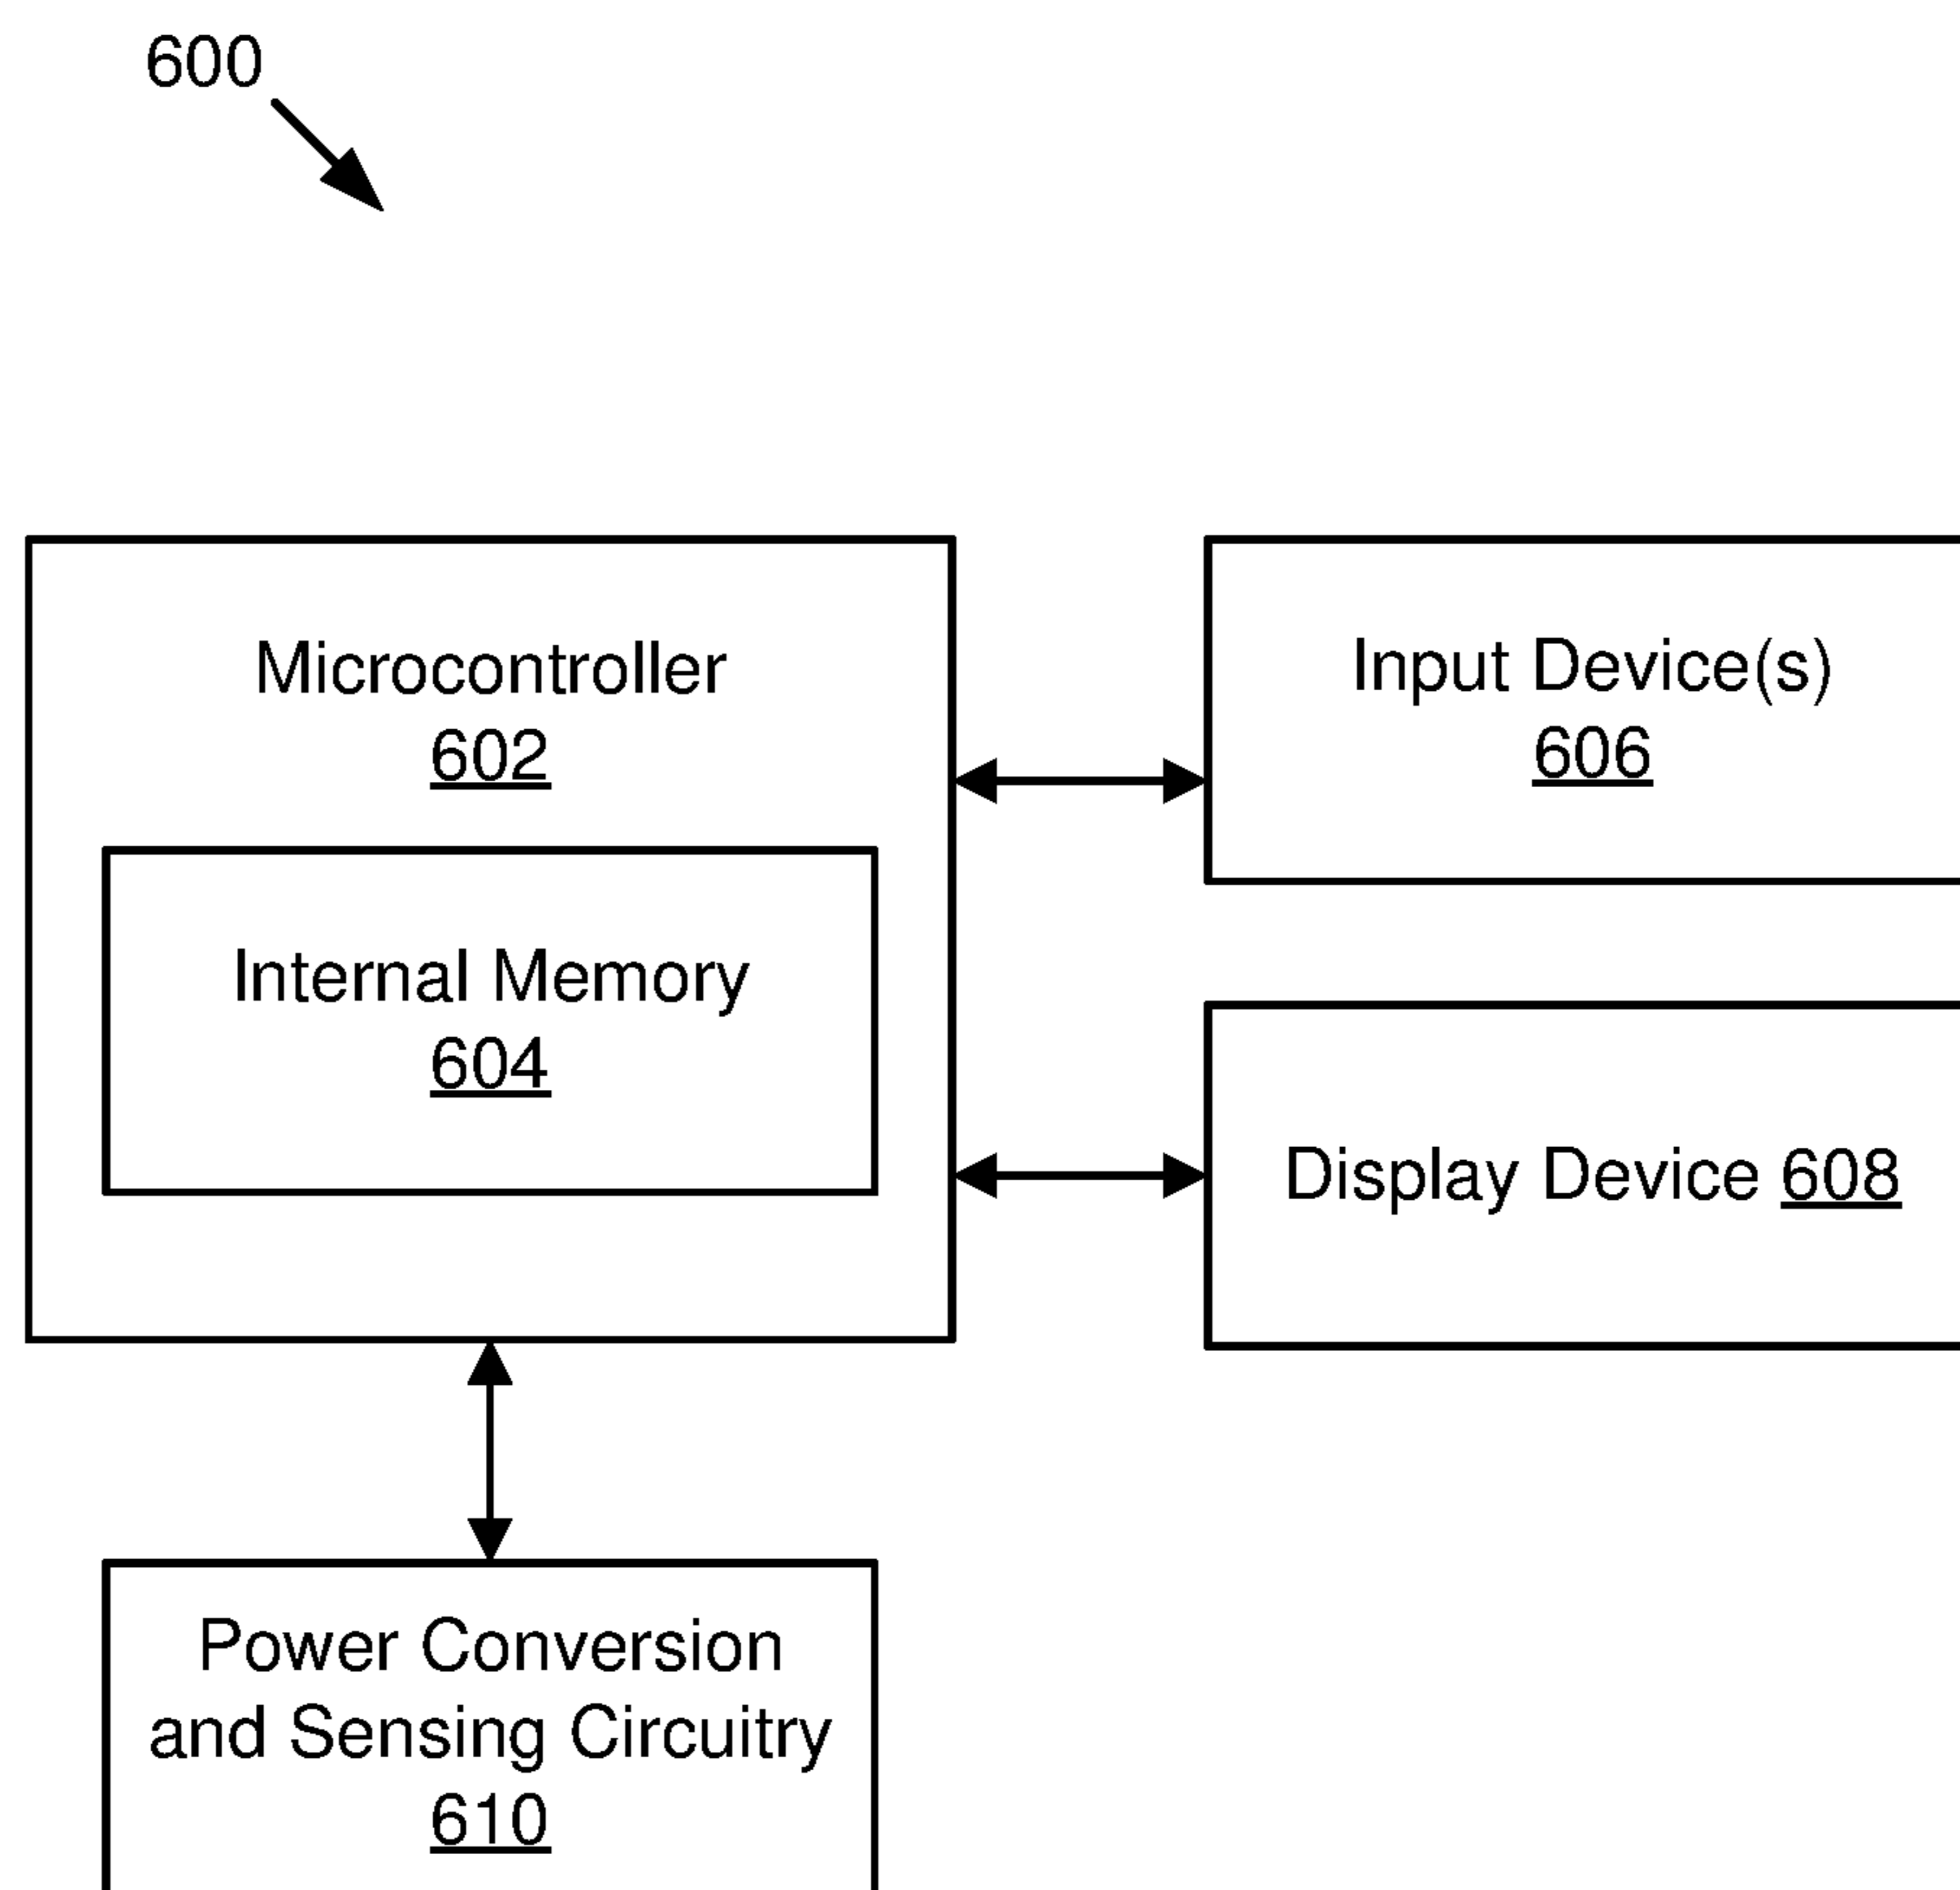 600
Microcontroller
602
Internal Memory
604
Input Device(s)
606
Display Device 608
Power Conversion
and Sensing Circuitry
610